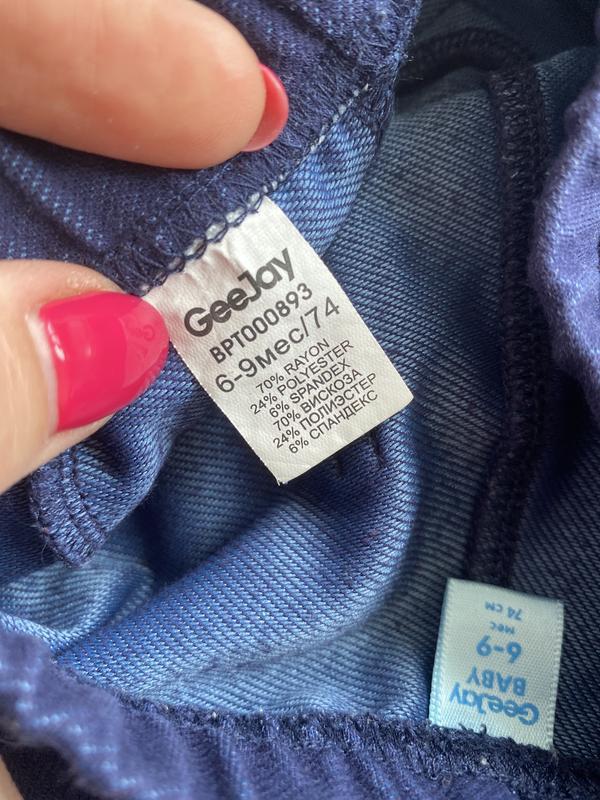 GeeJay
BPT000893
6-9мес/74
70% RAYON
24% POLYESTER
6% SPANDEX
70% ВИСКОЗА
24% ПОЛИЭСТЕР
6% СПАНДЕКС
GeeJay
BABY
6-9
мес
74 см